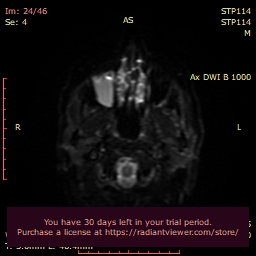 Im: 24/46
Se: 4
AS
STP114
STP114
M
Ax DWI B 1000
R
L
You have 30 days left in your trial period.
Purchase a license at https://radiantviewer.com/store/